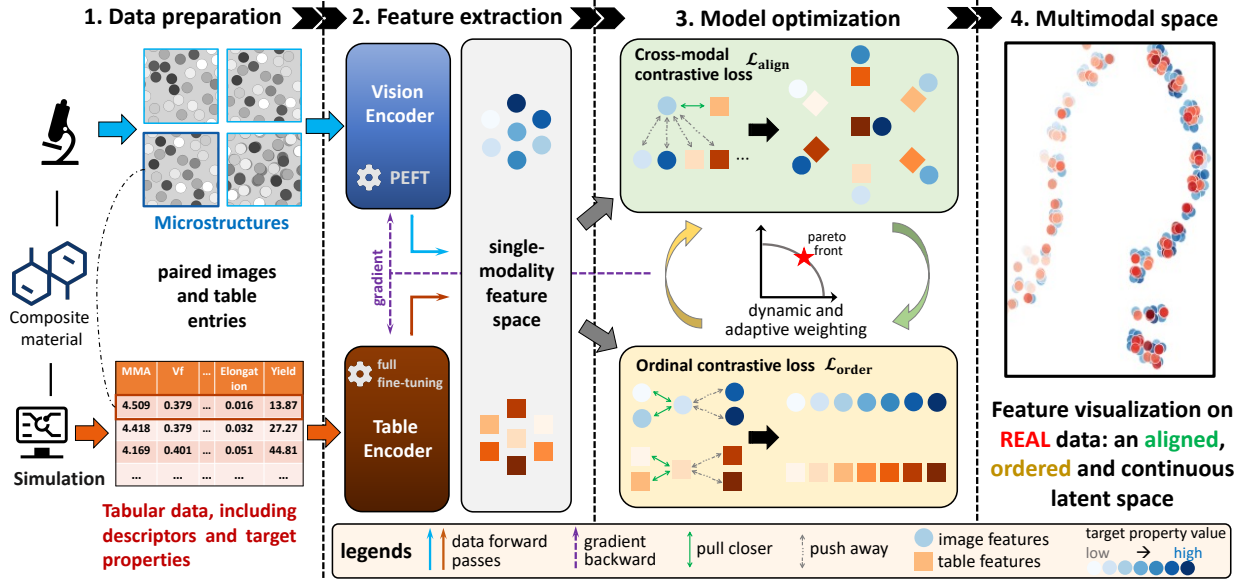 1. Data preparation
2. Feature extraction
3. Model optimization
4. Multimodal space
Microstructures
paired images
and table
entries
Composite
material
Simulation
MMA Vf ... Elongat
ion Yield
4.509 0.379 ... 0.016 13.87
4.418 0.379 ... 0.032 27.27
4.169 0.401 ... 0.051 44.81
... ... ... ...
Tabular data, including
descriptors and target
properties
Vision
Encoder
PEFT
gradient
full
fine-tuning
Table
Encoder
single-
modality
feature
space
Cross-modal
contrastive loss ℒalign
...
pareto
front
dynamic and
adaptive weighting
Ordinal contrastive loss ℒorder
Feature visualization on
REAL data: an aligned,
ordered and continuous
latent space
legends
data forward
passes
gradient
backward
pull closer
push away
image features
table features
target property value
low → high